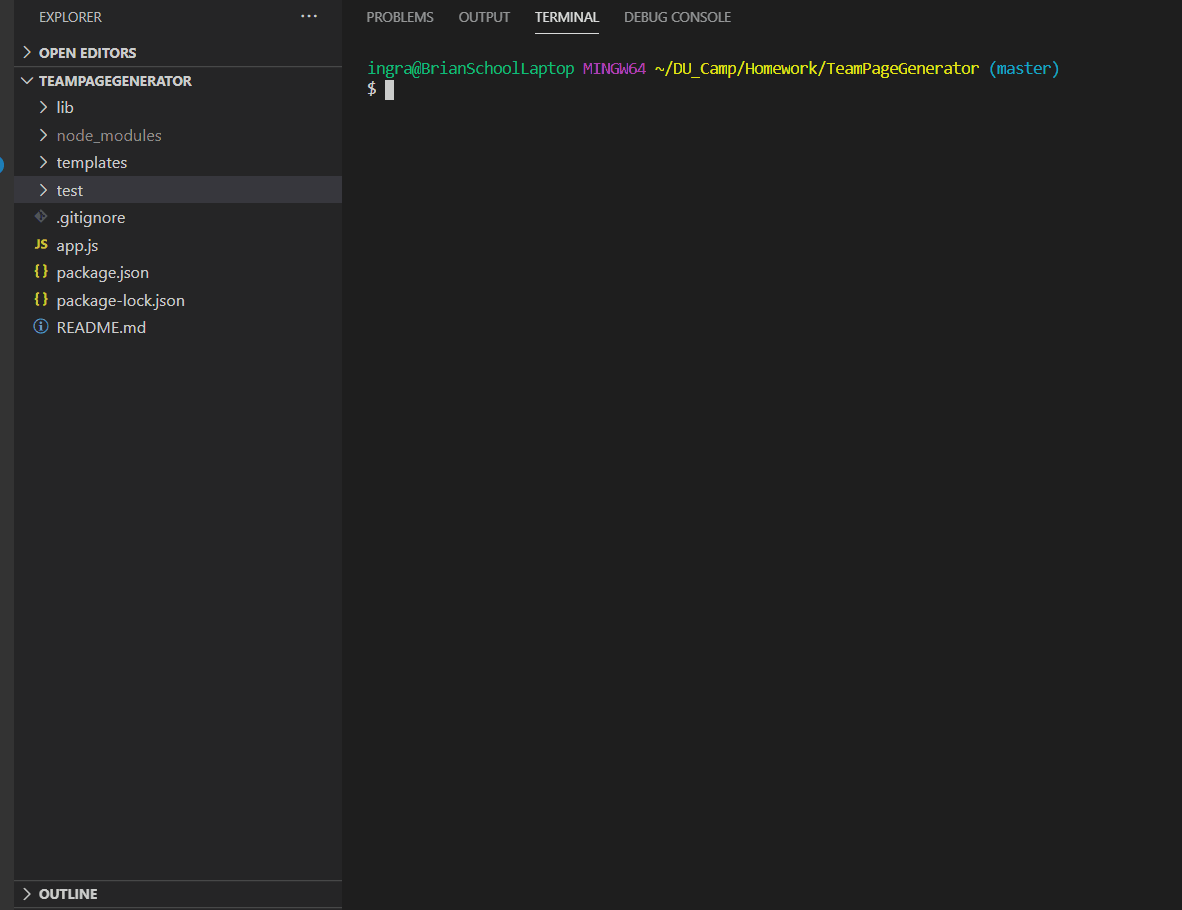 EXPLORER
OPEN EDITORS
TEAMPAGEGENERATOR
lib
node_modules
templates
test
.gitignore
JS app.js
{} package.json
{} package-lock.json
README.md
OUTLINE
PROBLEMS OUTPUT TERMINAL DEBUG CONSOLE
ingra@BrianSchoolLaptop MINGW64 ~/DU_Camp/Homework/TeamPageGenerator (master)
$